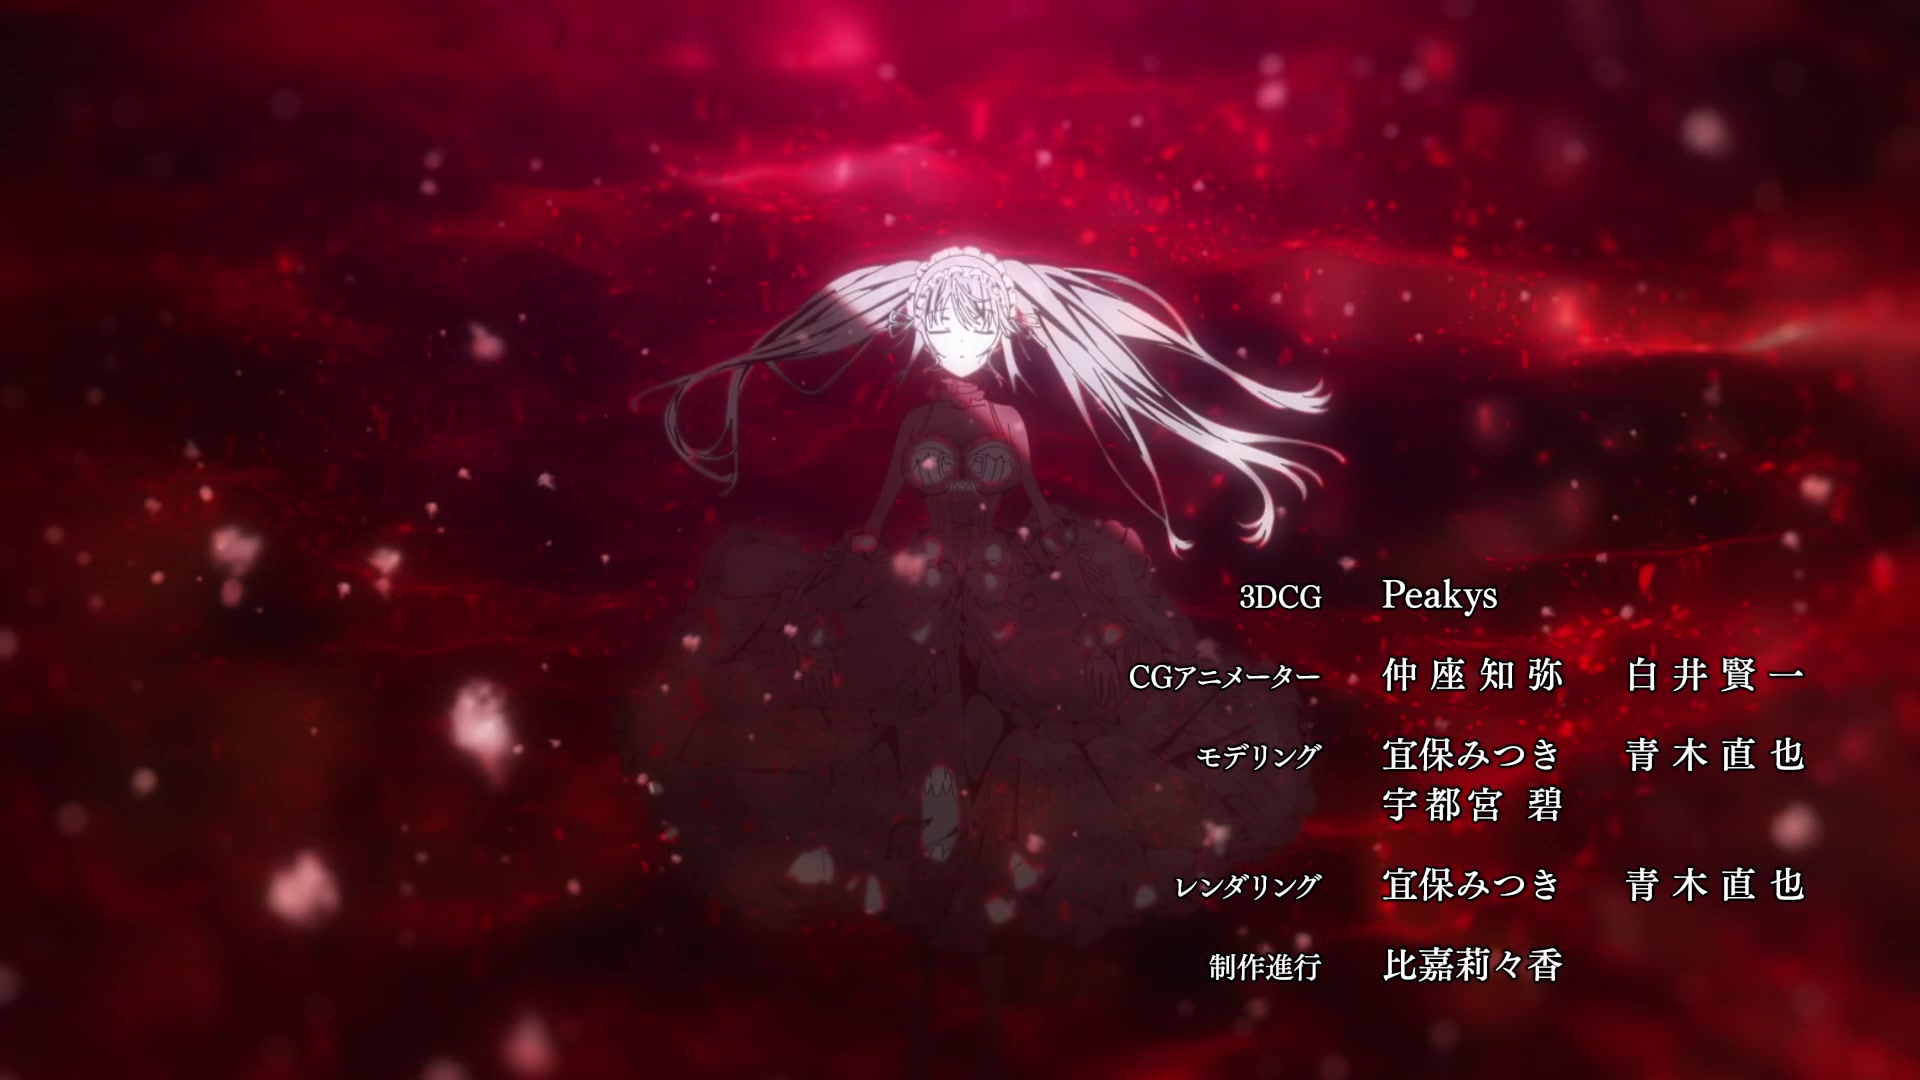 3DCG Peakys
CGアニメーター 仲座知弥 白井賢一
モデリング 宜保みつき 青木直也
宇都宮 碧
レンダリング 宜保みつき 青木直也
制作進行 比嘉莉々香